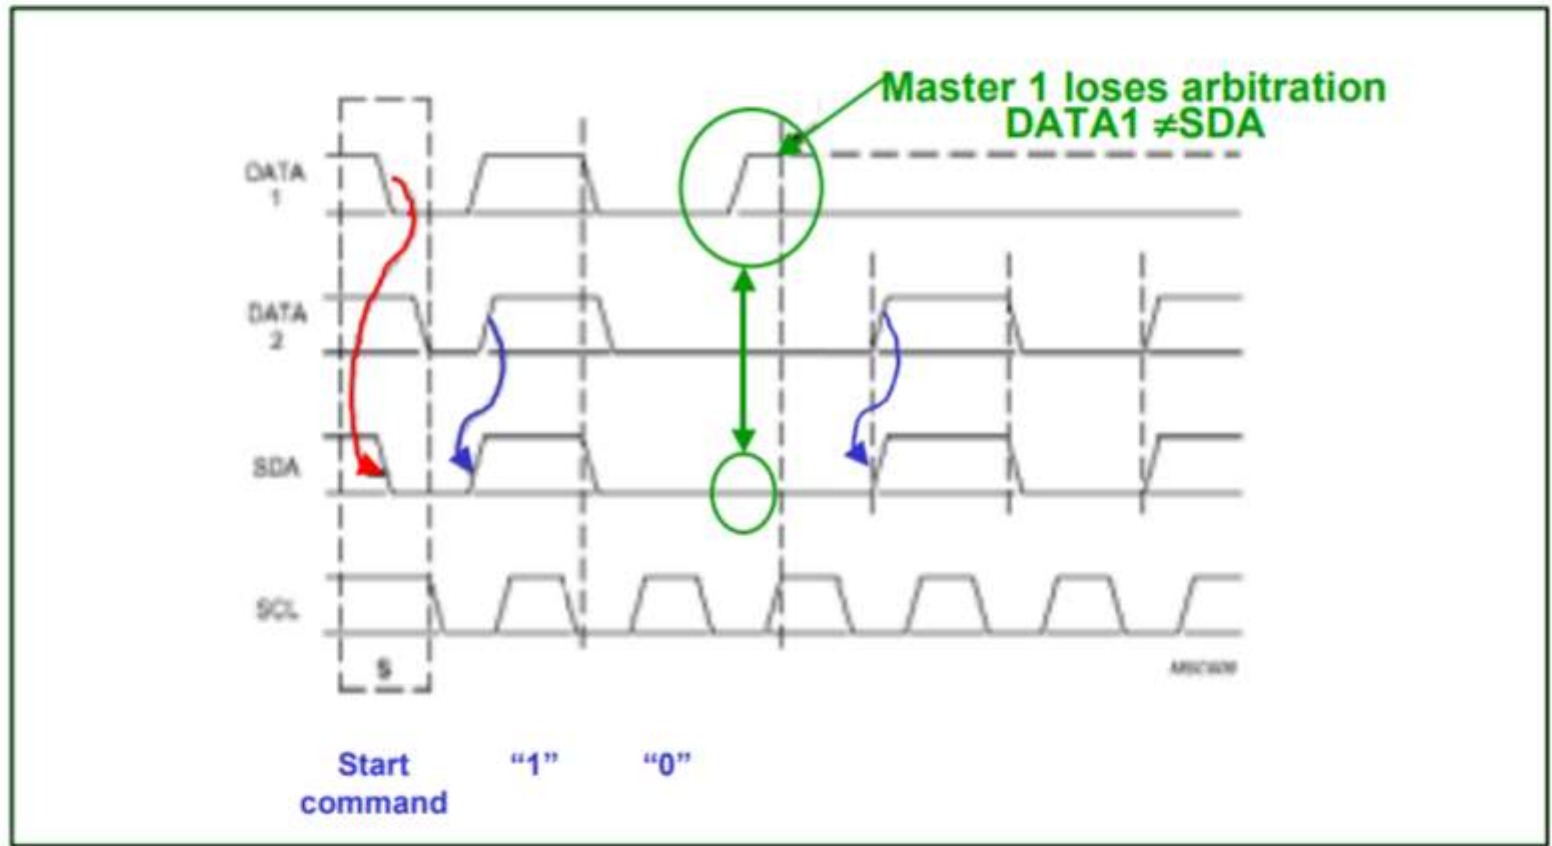 Master 1 loses arbitration
DATA1 ≠SDA
DATA
1
DATA
2
SDA
SCL
S
Start
command
“1”
“0”